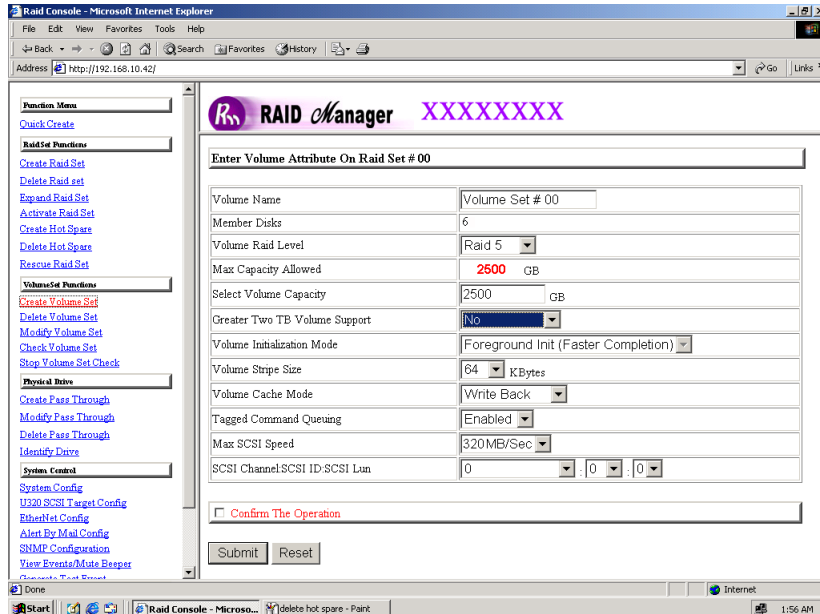 Raid Console - Microsoft Internet Explorer
File Edit View Favorites Tools Help
Back Search Favorites History
Address http://192.168.10.42/ Go Links
Function Menu
Quick Create
RaidSet Functions
Create Raid Set
Delete Raid set
Expand Raid Set
Activate Raid Set
Create Hot Spare
Delete Hot Spare
Rescue Raid Set
VolumeSet Functions
Create Volume Set
Delete Volume Set
Modify Volume Set
Check Volume Set
Stop Volume Set Check
Physical Drive
Create Pass Through
Modify Pass Through
Delete Pass Through
Identify Drive
System Control
System Config
U320 SCSI Target Config
EtherNet Config
Alert By Mail Config
SNMP Configuration
View Events/Mute Beeper
Generate Test Event
RAID Manager XXXXXXXX
Enter Volume Attribute On Raid Set # 00
Volume Name Volume Set # 00
Member Disks 6
Volume Raid Level Raid 5
Max Capacity Allowed 2500 GB
Select Volume Capacity 2500 GB
Greater Two TB Volume Support No
Volume Initialization Mode Foreground Init (Faster Completion)
Volume Stripe Size 64 KBytes
Volume Cache Mode Write Back
Tagged Command Queuing Enabled
Max SCSI Speed 320MB/Sec
SCSI Channel:SCSI ID:SCSI Lun 0 : 0 : 0
Confirm The Operation
Submit Reset
Done Internet
Start Raid Console - Microso... delete hot spare - Paint 1:56 AM